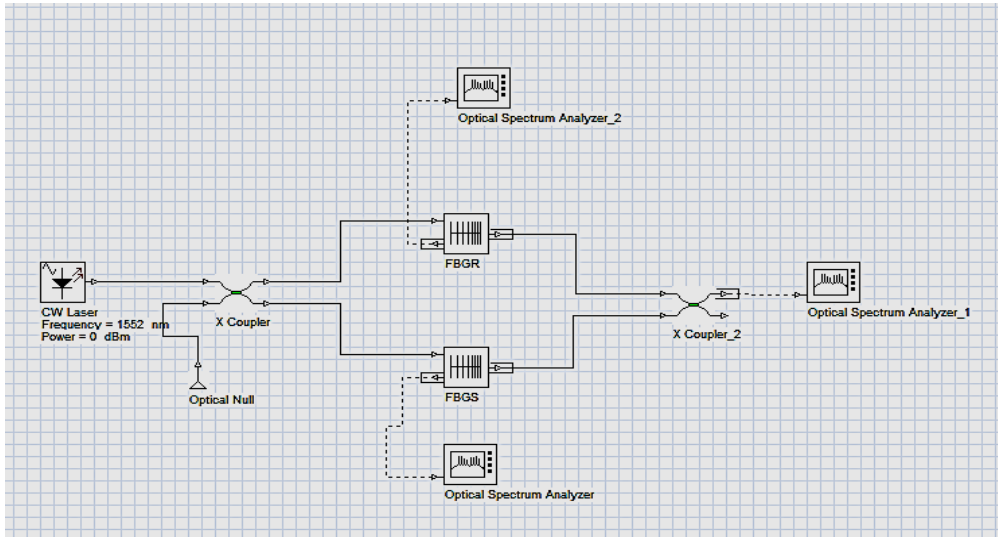 Optical Spectrum Analyzer_2
FBGR
CW Laser
Frequency = 1552 nm
Power = 0 dBm
X Coupler
Optical Spectrum Analyzer_1
X Coupler_2
Optical Null
FBGS
Optical Spectrum Analyzer